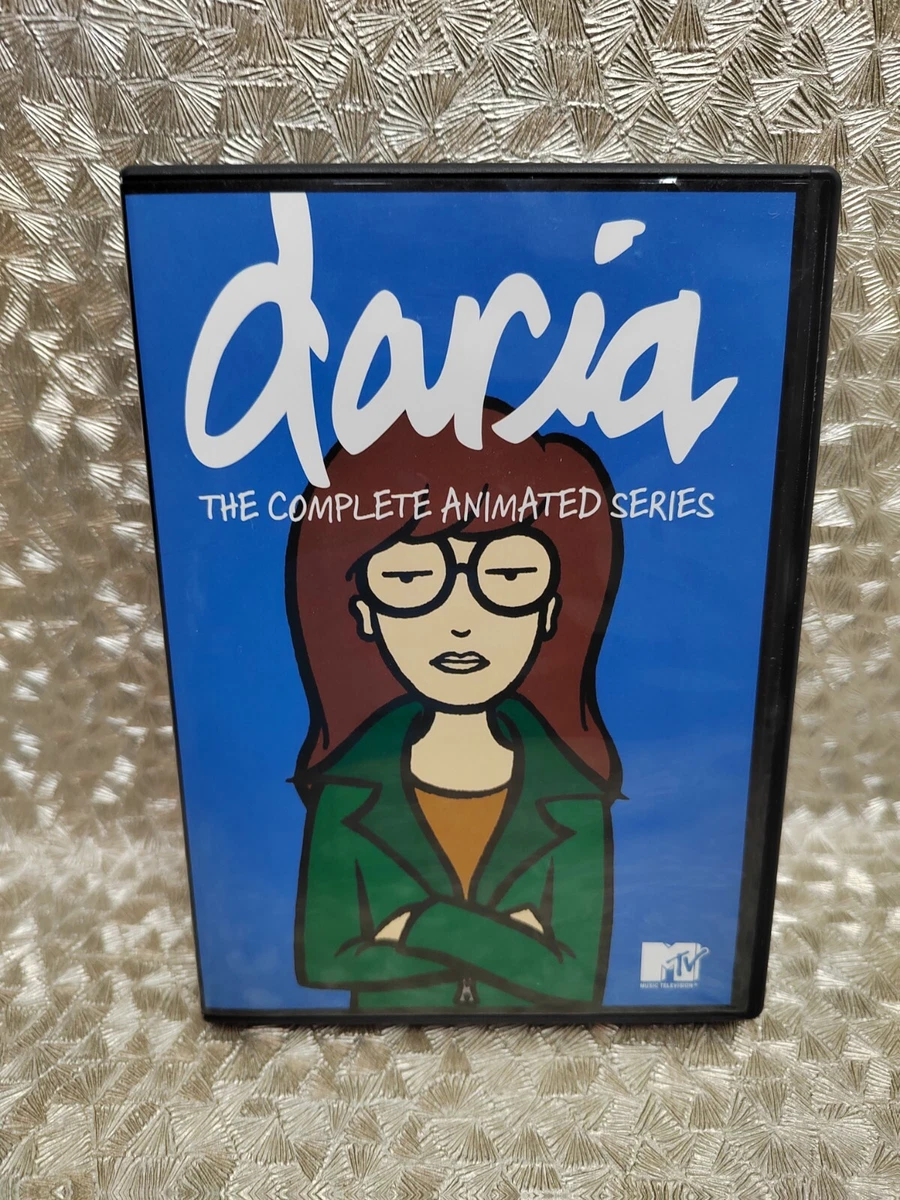 daria
THE COMPLETE ANIMATED SERIES
MTV
MUSIC TELEVISION®